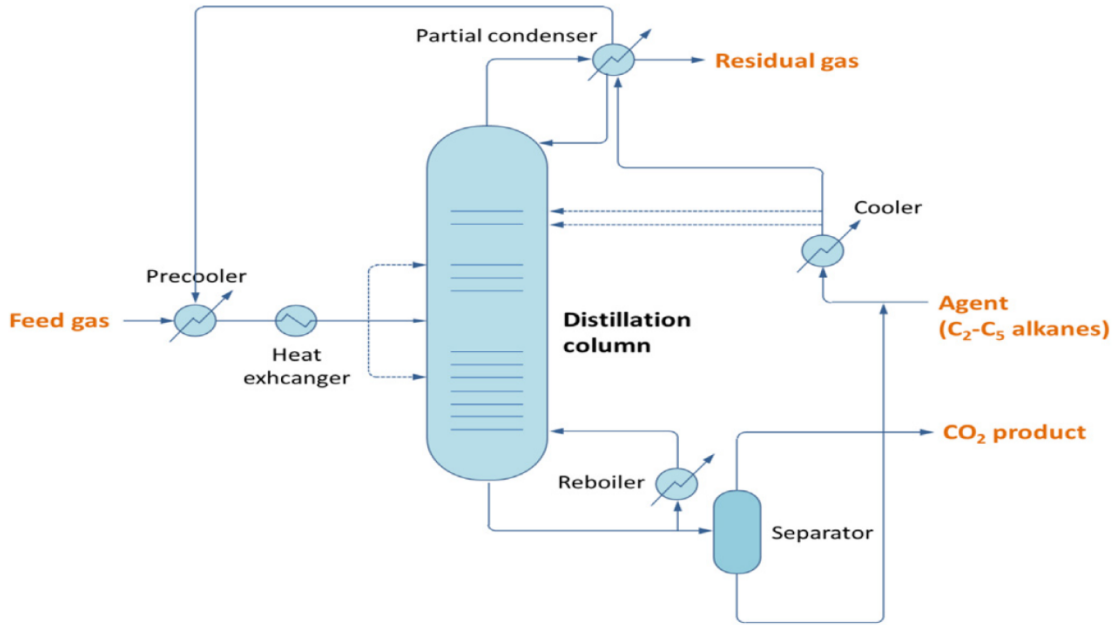 Partial condenser
Residual gas
Cooler
Precooler
Feed gas
Heat
exhcanger
Distillation
column
Agent
(C₂-C₅ alkanes)
CO₂ product
Reboiler
Separator